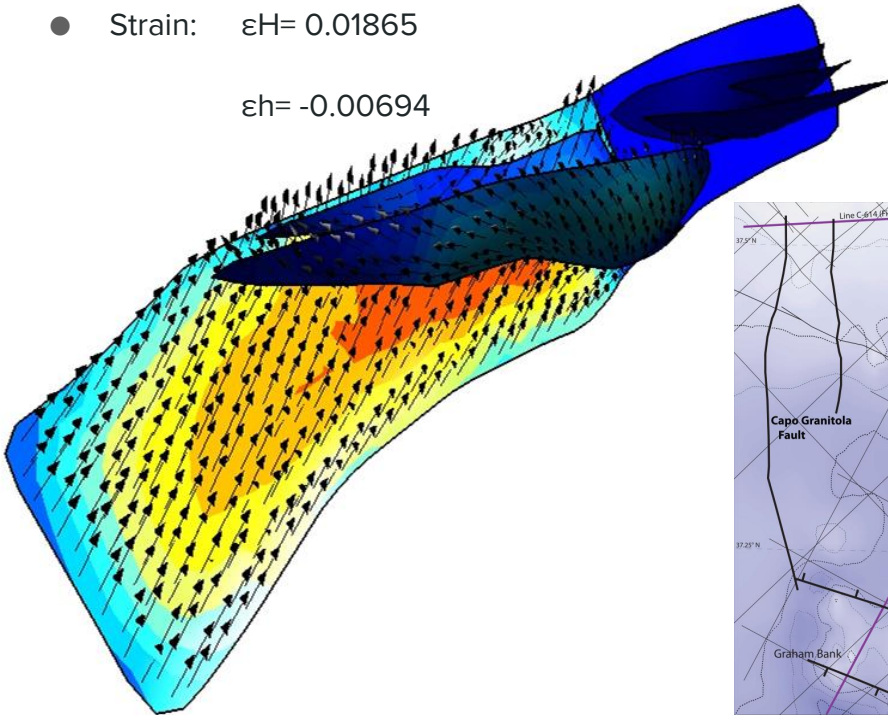 ● Strain: εH= 0.01865
εh= -0.00694
Line C-614
37.5° N
Capo Granitola
Fault
37.25° N
Graham Bank